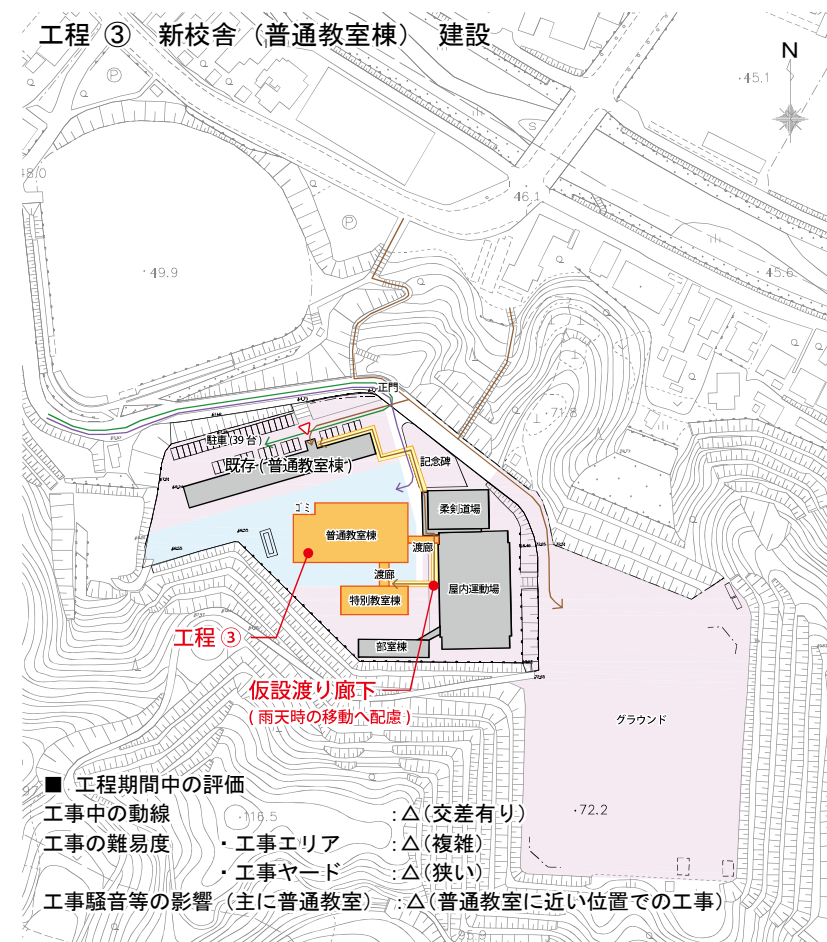 工程 ③　新校舎（普通教室棟）　建設
N
P
45.1
48.0
46.1
P
49.9
45.6
正門
71.8
駐車(39台)
既存(普通教室棟)
記念碑
ゴミ
柔剣道場
普通教室棟
渡廊
渡廊
屋内運動場
特別教室棟
工程③
部室棟
仮設渡り廊下
(雨天時の移動へ配慮)
グラウンド
■ 工程期間中の評価
工事中の動線　:△(交差有り)
116.5
72.2
工事の難易度　・工事エリア　:△(複雑)
・工事ヤード　:△(狭い)
工事騒音等の影響（主に普通教室）:△(普通教室に近い位置での工事)
95.9